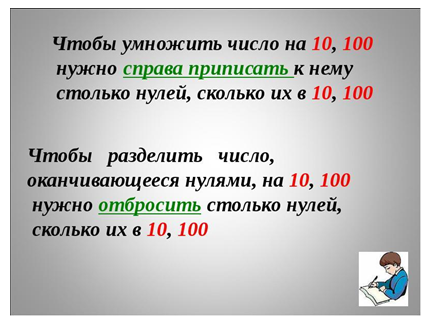 Чтобы умножить число на 10, 100
нужно справа приписать к нему
столько нулей, сколько их в 10, 100
Чтобы разделить число,
оканчивающееся нулями, на 10, 100
нужно отбросить столько нулей,
сколько их в 10, 100